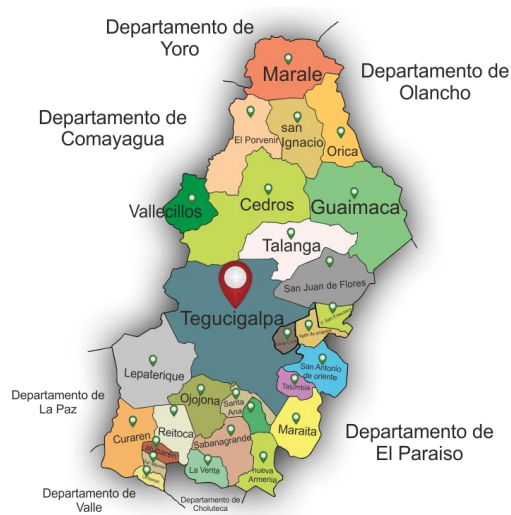 Departamento de
Yoro
Marale
Departamento de
Olancho
Departamento de
Comayagua
El Porvenir
san
Ignacio
Orica
Vallecillos
Cedros
Guaimaca
Talanga
San Juan de Flores
Tegucigalpa
San Antonio
de oriente
Lepaterique
Tatumbla
Departamento de
La Paz
Ojojona
Santa
Ana
Curaren
Reitoca
Sabanagrande
Maraita
Departamento de
El Paraiso
La Venta
nueva
Armenia
Departamento de
Valle
Departamento de
Choluteca